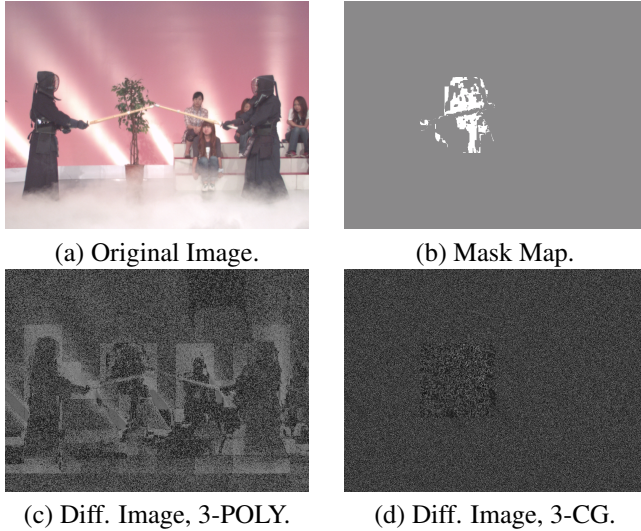 (a) Original Image.
(b) Mask Map.
(c) Diff. Image, 3-POLY.
(d) Diff. Image, 3-CG.